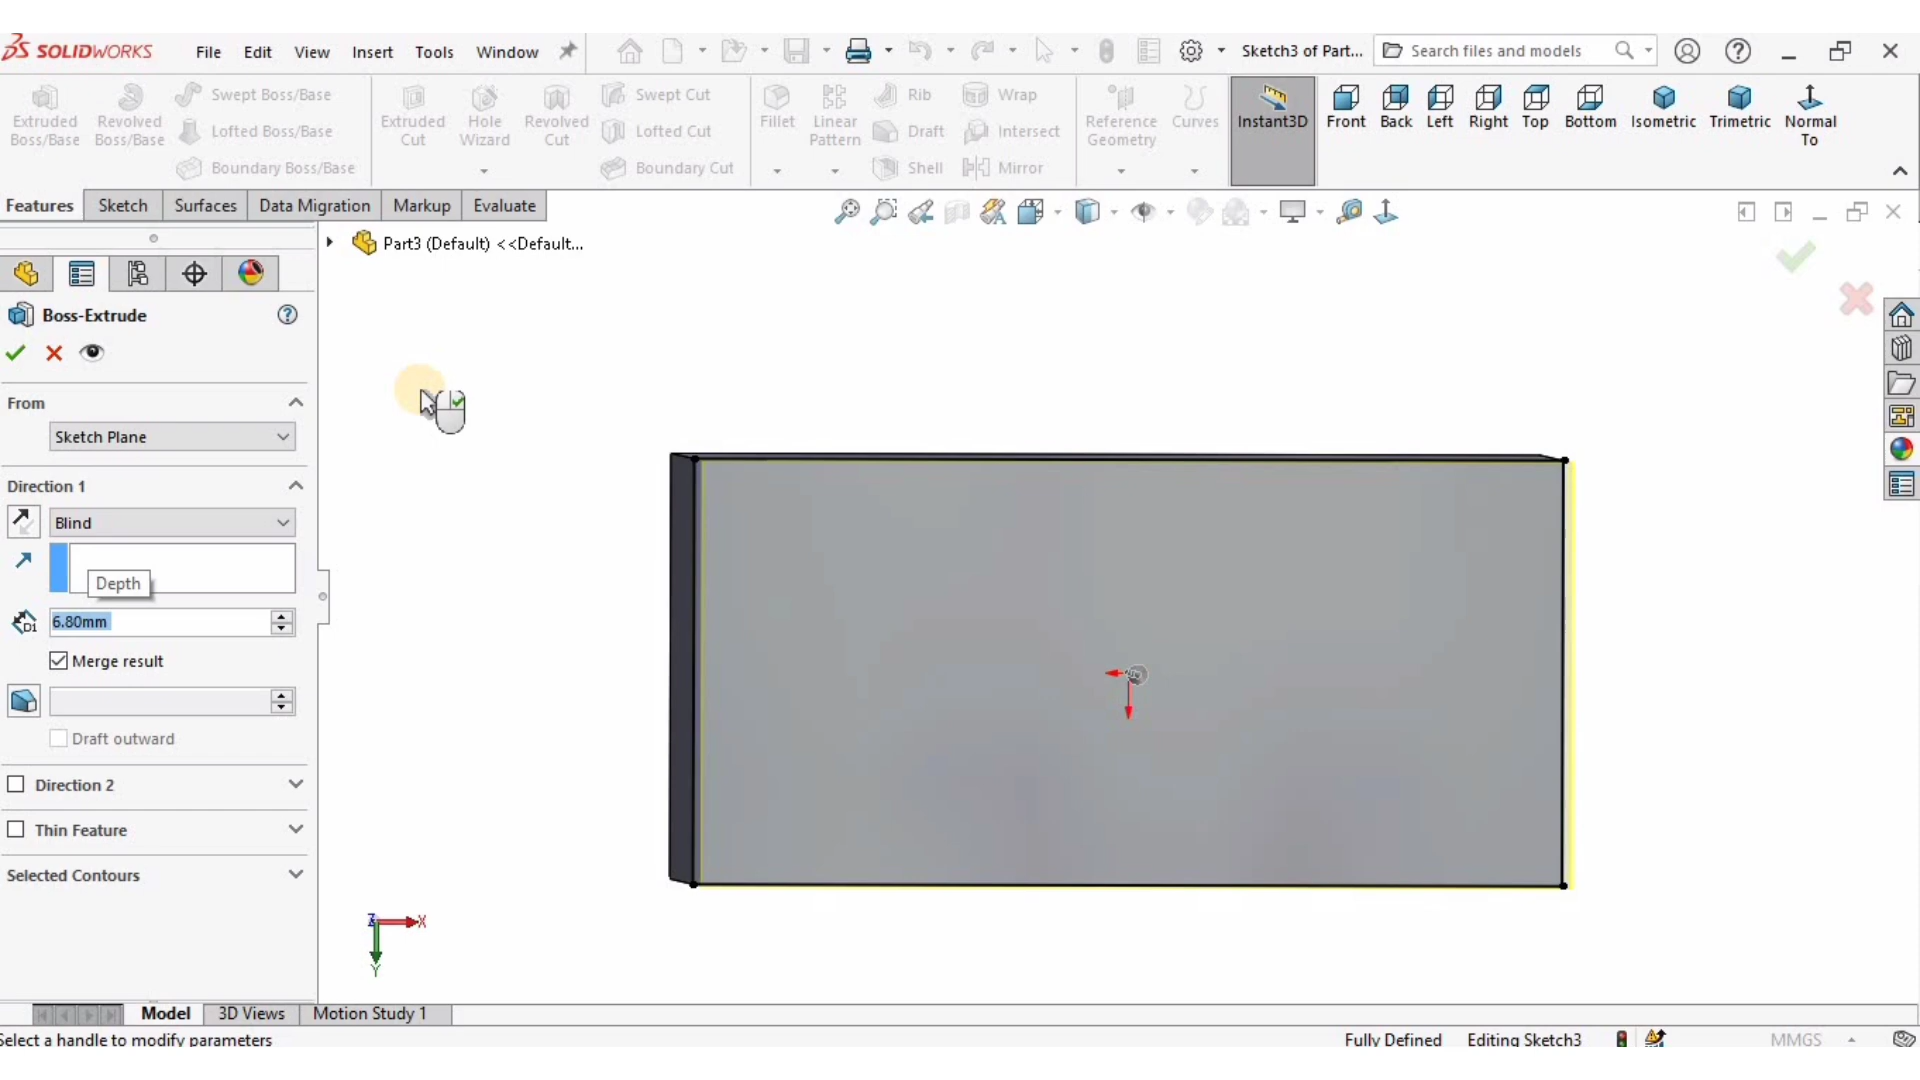 SOLIDWORKS File Edit View Insert Tools Window Sketch3 of Part... Search files and models
Extruded Boss/Base
Revolved Boss/Base
Swept Boss/Base
Lofted Boss/Base
Boundary Boss/Base
Extruded Cut
Hole Wizard
Revolved Cut
Swept Cut
Lofted Cut
Boundary Cut
Fillet
Linear Pattern
Rib
Draft
Shell
Wrap
Intersect
Mirror
Reference Geometry
Curves
Instant3D
Front Back Left Right Top Bottom Isometric Trimetric Normal To
Features Sketch Surfaces Data Migration Markup Evaluate
Part3 (Default) <<Default...
Boss-Extrude
From
Sketch Plane
Direction 1
Blind
Depth
D1 6.80mm
Merge result
Draft outward
Direction 2
Thin Feature
Selected Contours
Z X
Y
Model 3D Views Motion Study 1
Select a handle to modify parameters Fully Defined Editing Sketch3 MMGS